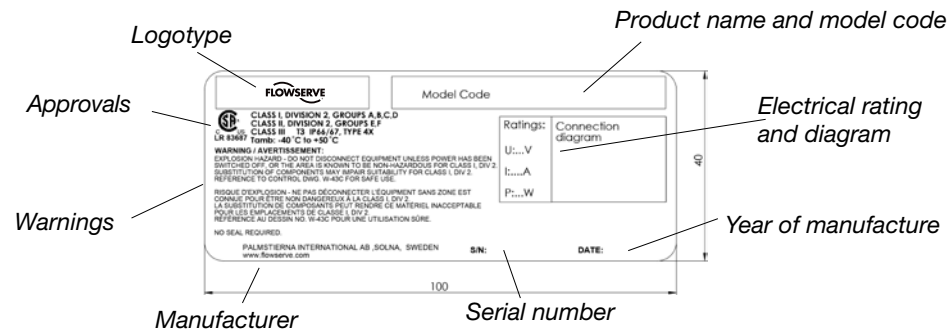 Product name and model code
Logotype
FLOWSERVE
Model Code
Approvals
CLASS I, DIVISION 2, GROUPS A,B,C,D
CLASS II, DIVISION 2, GROUPS E,F
C US CLASS III T3 IP66/67, TYPE 4X
LR 83687 Tamb: -40˚C to +50˚C
WARNING / AVERTISSEMENT:
EXPLOSION HAZARD - DO NOT DISCONNECT EQUIPMENT UNLESS POWER HAS BEEN
SWITCHED OFF, OR THE AREA IS KNOWN TO BE NON-HAZARDOUS FOR CLASS I, DIV 2.
SUBSTITUTION OF COMPONENTS MAY IMPAIR SUITABILITY FOR CLASS I, DIV 2.
REFERENCE TO CONTROL DWG. W-43C FOR SAFE USE.
RISQUE D'EXPLOSION - NE PAS DÉCONNECTER L'ÉQUIPMENT SANS ZONE EST
CONNUE POUR ÊTRE NON DANGEREUX À LA CLASS I, DIV 2.
LA SUBSTITUTION DE COMPOSANTS PEUT RENDRE CE MATERIEL INACCEPTABLE
POUR LES EMPLACEMENTS DE CLASSE I, DIV 2.
RÉFÉRENCE AU DESSIN NO. W-43C POUR UNE UTILISATION SÛRE.
NO SEAL REQUIRED.
PALMSTIERNA INTERNATIONAL AB ,SOLNA, SWEDEN
www.flowserve.com
S/N:
DATE:
Ratings:
U:...V
I:....A
P:...W
Connection
diagram
Electrical rating
and diagram
40
Warnings
Year of manufacture
100
Manufacturer
Serial number